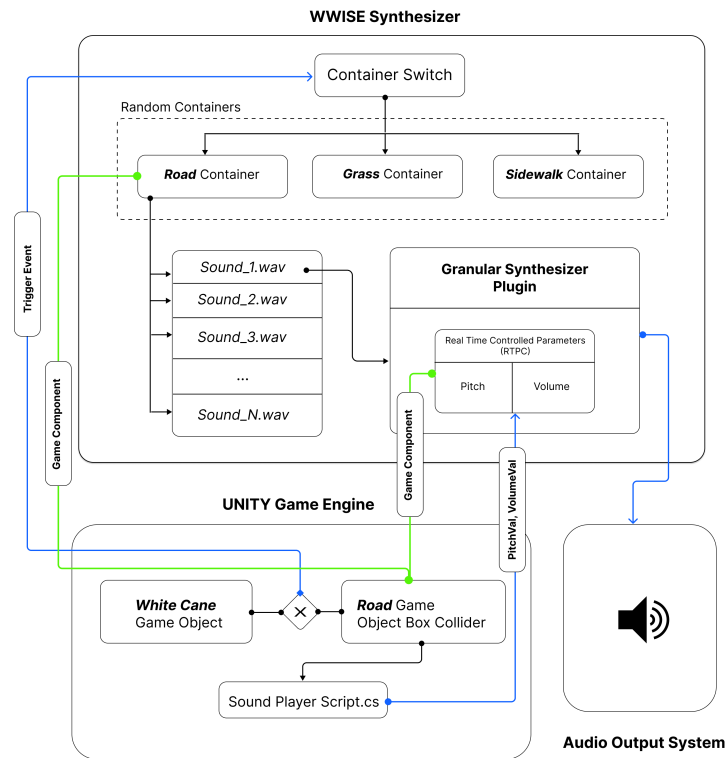 WWISE Synthesizer
Container Switch
Random Containers
Road Container
Grass Container
Sidewalk Container
Trigger Event
Game Component
Sound_1.wav
Sound_2.wav
Sound_3.wav
...
Sound_N.wav
Granular Synthesizer
Plugin
Real Time Controlled Parameters
(RTPC)
Pitch
Volume
Game Component
PitchVal, VolumeVal
UNITY Game Engine
White Cane
Game Object
Road Game
Object Box Collider
Sound Player Script.cs
Audio Output System